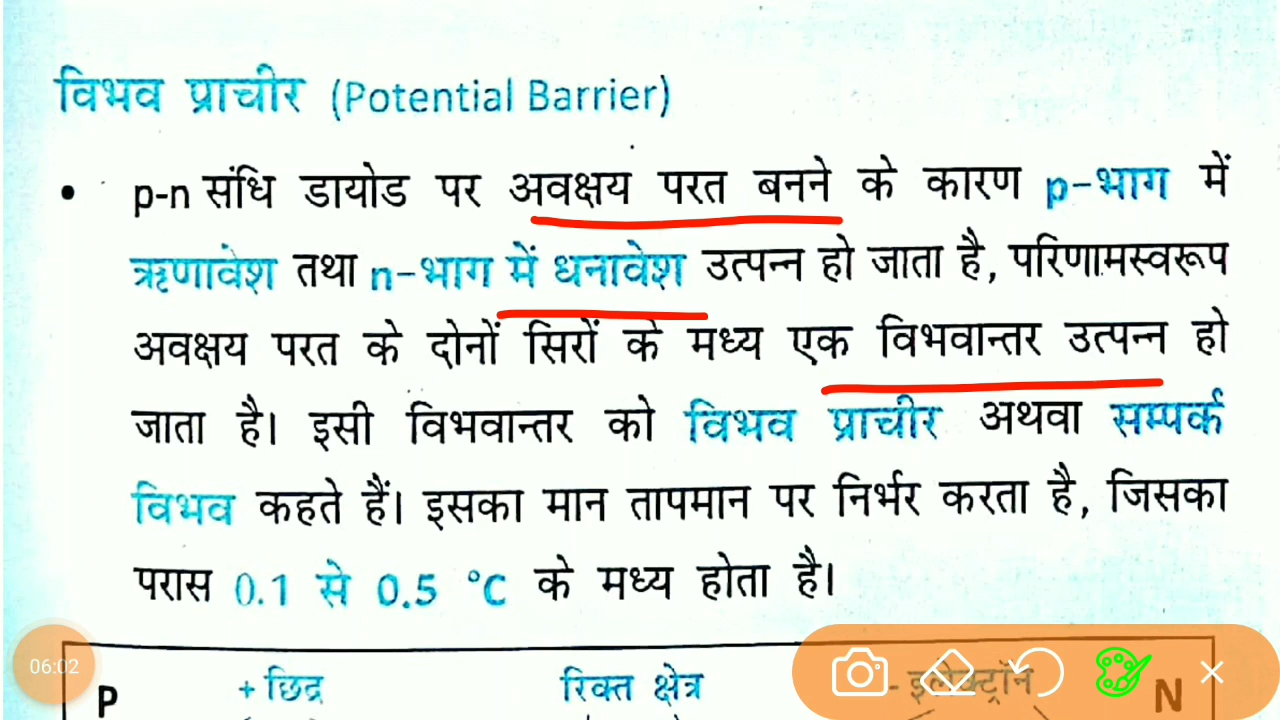 विभव प्राचीर (Potential Barrier)
• p-n संधि डायोड पर अवक्षय परत बनने के कारण p-भाग में
ऋणावेश तथा n-भाग में धनावेश उत्पन्न हो जाता है, परिणामस्वरूप
अवक्षय परत के दोनों सिरों के मध्य एक विभवान्तर उत्पन्न हो
जाता है। इसी विभवान्तर को विभव प्राचीर अथवा सम्पर्क
विभव कहते हैं। इसका मान तापमान पर निर्भर करता है, जिसका
परास 0.1 से 0.5 °C के मध्य होता है।
06:02
P + छिद्र रिक्त क्षेत्र - इलेक्ट्रॉन N